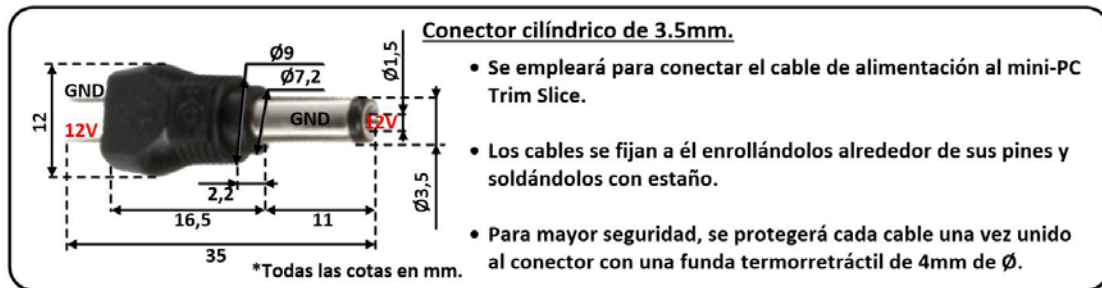 Conector cilíndrico de 3.5mm.
Ø9
Ø7,2
Ø1,5
GND
GND
12V
12V
12
2,2
Ø3,5
16,5
11
35
*Todas las cotas en mm.
• Se empleará para conectar el cable de alimentación al mini-PC
Trim Slice.
• Los cables se fijan a él enrollándolos alrededor de sus pines y
soldándolos con estaño.
• Para mayor seguridad, se protegerá cada cable una vez unido
al conector con una funda termorretráctil de 4mm de Ø.